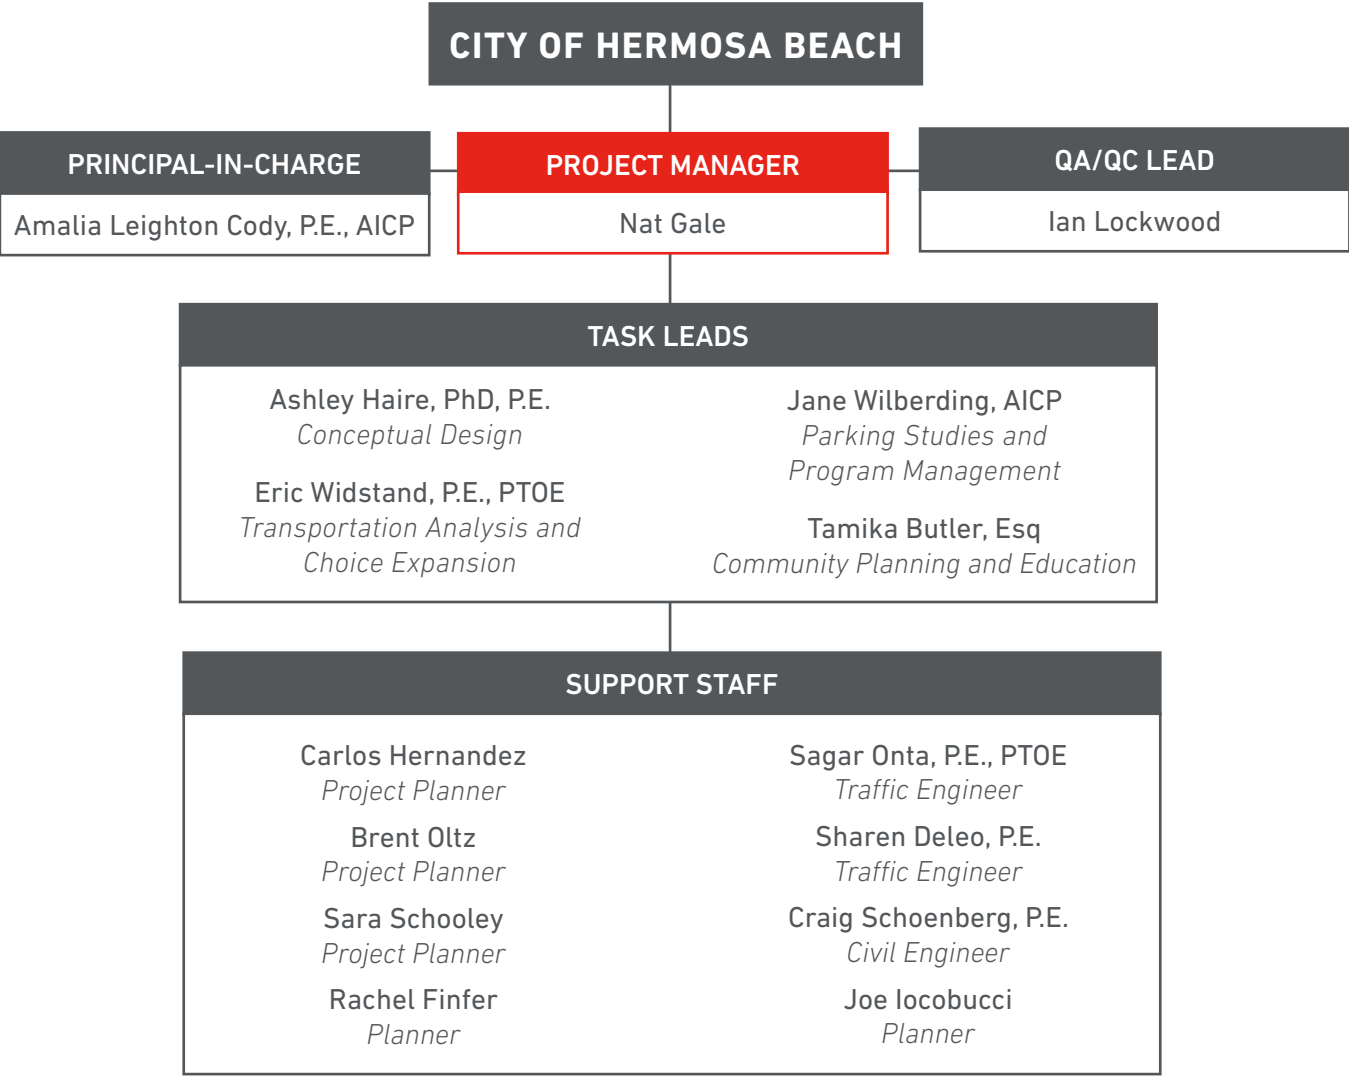 CITY OF HERMOSA BEACH
PRINCIPAL-IN-CHARGE
Amalia Leighton Cody, P.E., AICP
PROJECT MANAGER
Nat Gale
QA/QC LEAD
Ian Lockwood
TASK LEADS
Ashley Haire, PhD, P.E.
Conceptual Design
Eric Widstand, P.E., PTOE
Transportation Analysis and
Choice Expansion
Jane Wilberding, AICP
Parking Studies and
Program Management
Tamika Butler, Esq
Community Planning and Education
SUPPORT STAFF
Carlos Hernandez
Project Planner
Brent Oltz
Project Planner
Sara Schooley
Project Planner
Rachel Finfer
Planner
Sagar Onta, P.E., PTOE
Traffic Engineer
Sharen Deleo, P.E.
Traffic Engineer
Craig Schoenberg, P.E.
Civil Engineer
Joe Iocobucci
Planner